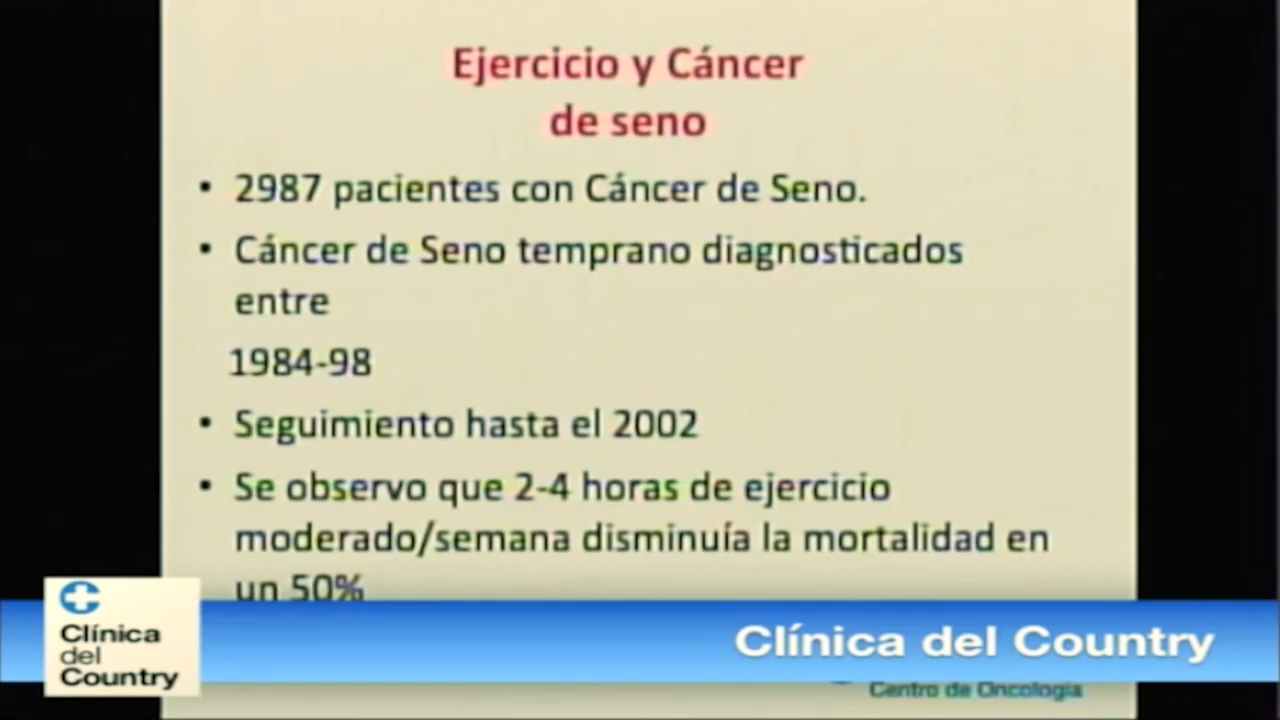 Ejercicio y Cáncer
de seno
• 2987 pacientes con Cáncer de Seno.
• Cáncer de Seno temprano diagnosticados
entre
1984-98
• Seguimiento hasta el 2002
• Se observo que 2-4 horas de ejercicio
moderado/semana disminuía la mortalidad en
un 50%
Clínica
del
Country
Clínica del Country
Centro de Oncología